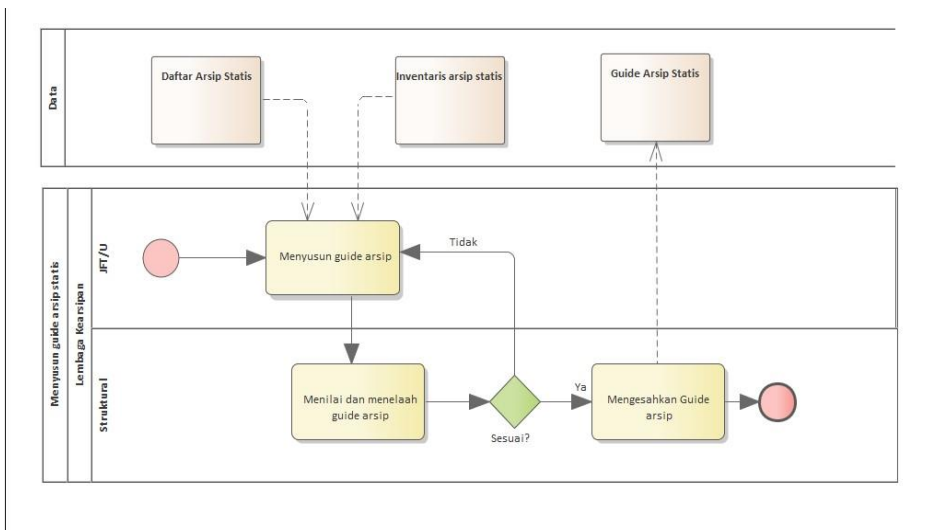 Data
Daftar Arsip Statis
Inventaris arsip statis
Guide Arsip Statis
Menyusun guide arsip statis
Lembaga Kearsipan
JFT/U
Menyusun guide arsip
Tidak
Struktural
Menilai dan menelaah
guide arsip
Sesuai?
Ya
Mengesahkan Guide
arsip